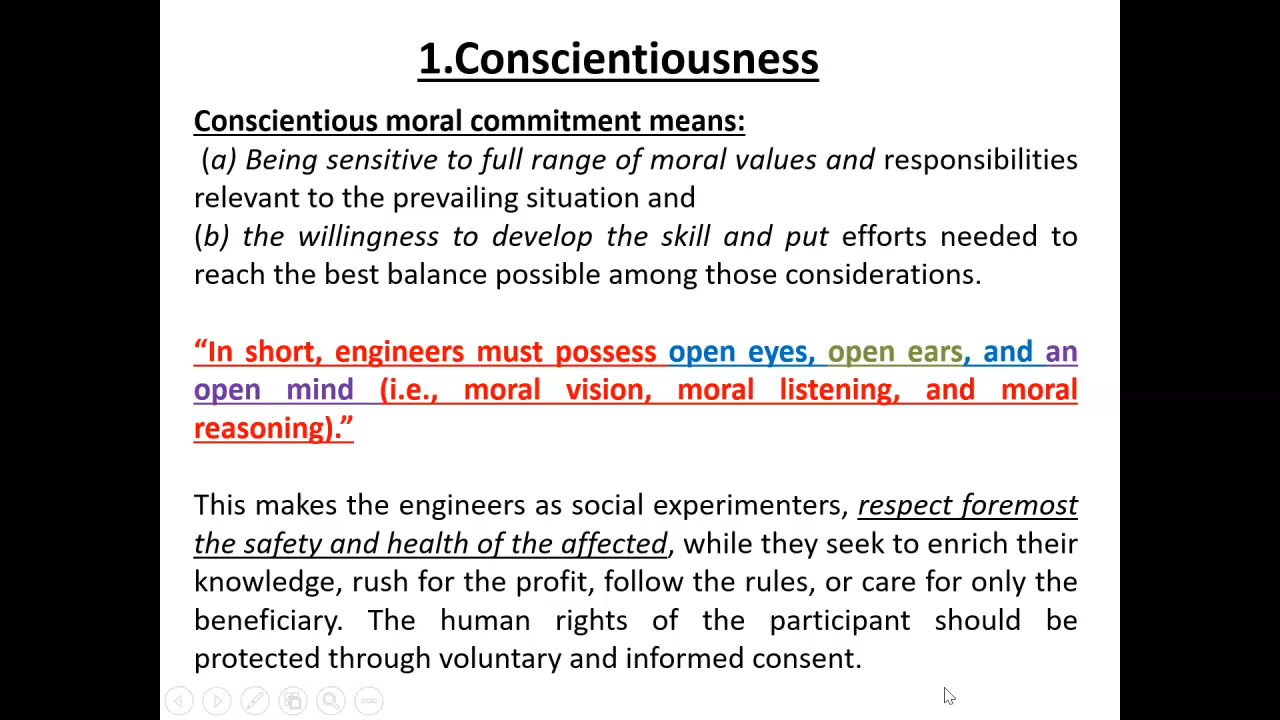 1.Conscientiousness
Conscientious moral commitment means:
(a) Being sensitive to full range of moral values and responsibilities
relevant to the prevailing situation and
(b) the willingness to develop the skill and put efforts needed to
reach the best balance possible among those considerations.
“In short, engineers must possess open eyes, open ears, and an
open mind (i.e., moral vision, moral listening, and moral
reasoning).”
This makes the engineers as social experimenters, respect foremost
the safety and health of the affected, while they seek to enrich their
knowledge, rush for the profit, follow the rules, or care for only the
beneficiary. The human rights of the participant should be
protected through voluntary and informed consent.